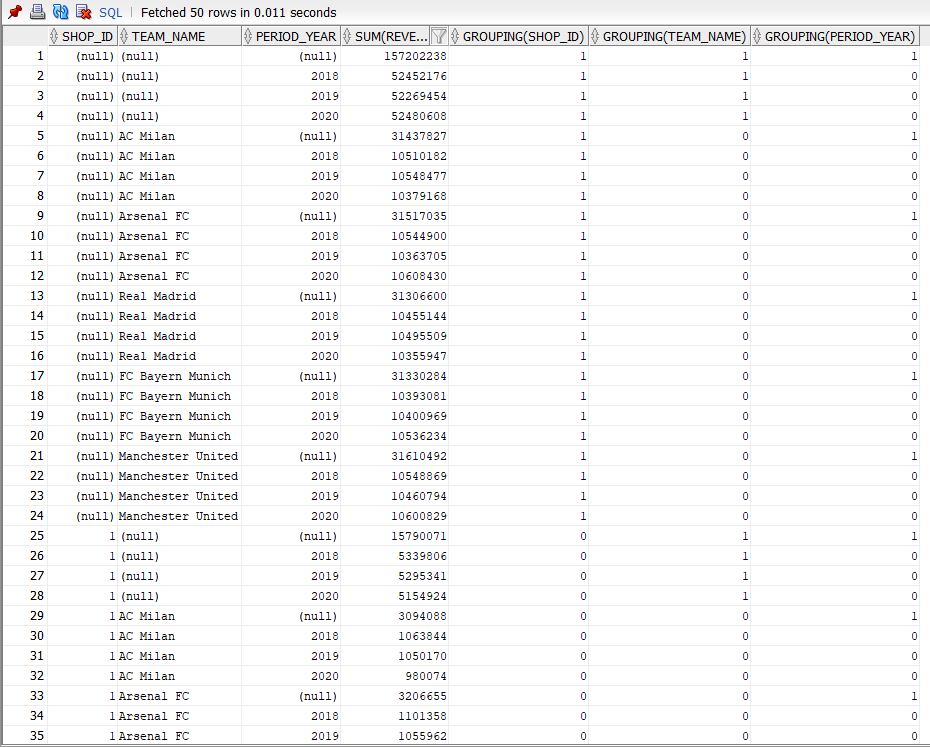 SQL | Fetched 50 rows in 0.011 seconds
SHOP_ID TEAM_NAME PERIOD_YEAR SUM(REVE... GROUPING(SHOP_ID) GROUPING(TEAM_NAME) GROUPING(PERIOD_YEAR)
1 (null) (null) (null) 157202238 1 1 1
2 (null) (null) 2018 52452176 1 1 0
3 (null) (null) 2019 52269454 1 1 0
4 (null) (null) 2020 52480608 1 1 0
5 (null) AC Milan (null) 31437827 1 0 1
6 (null) AC Milan 2018 10510182 1 0 0
7 (null) AC Milan 2019 10548477 1 0 0
8 (null) AC Milan 2020 10379168 1 0 0
9 (null) Arsenal FC (null) 31517035 1 0 1
10 (null) Arsenal FC 2018 10544900 1 0 0
11 (null) Arsenal FC 2019 10363705 1 0 0
12 (null) Arsenal FC 2020 10608430 1 0 0
13 (null) Real Madrid (null) 31306600 1 0 1
14 (null) Real Madrid 2018 10455144 1 0 0
15 (null) Real Madrid 2019 10495509 1 0 0
16 (null) Real Madrid 2020 10355947 1 0 0
17 (null) FC Bayern Munich (null) 31330284 1 0 1
18 (null) FC Bayern Munich 2018 10393081 1 0 0
19 (null) FC Bayern Munich 2019 10400969 1 0 0
20 (null) FC Bayern Munich 2020 10536234 1 0 0
21 (null) Manchester United (null) 31610492 1 0 1
22 (null) Manchester United 2018 10548869 1 0 0
23 (null) Manchester United 2019 10460794 1 0 0
24 (null) Manchester United 2020 10600829 1 0 0
25 1 (null) (null) 15790071 0 1 1
26 1 (null) 2018 5339806 0 1 0
27 1 (null) 2019 5295341 0 1 0
28 1 (null) 2020 5154924 0 1 0
29 1 AC Milan (null) 3094088 0 0 1
30 1 AC Milan 2018 1063844 0 0 0
31 1 AC Milan 2019 1050170 0 0 0
32 1 AC Milan 2020 980074 0 0 0
33 1 Arsenal FC (null) 3206655 0 0 1
34 1 Arsenal FC 2018 1101358 0 0 0
35 1 Arsenal FC 2019 1055962 0 0 0